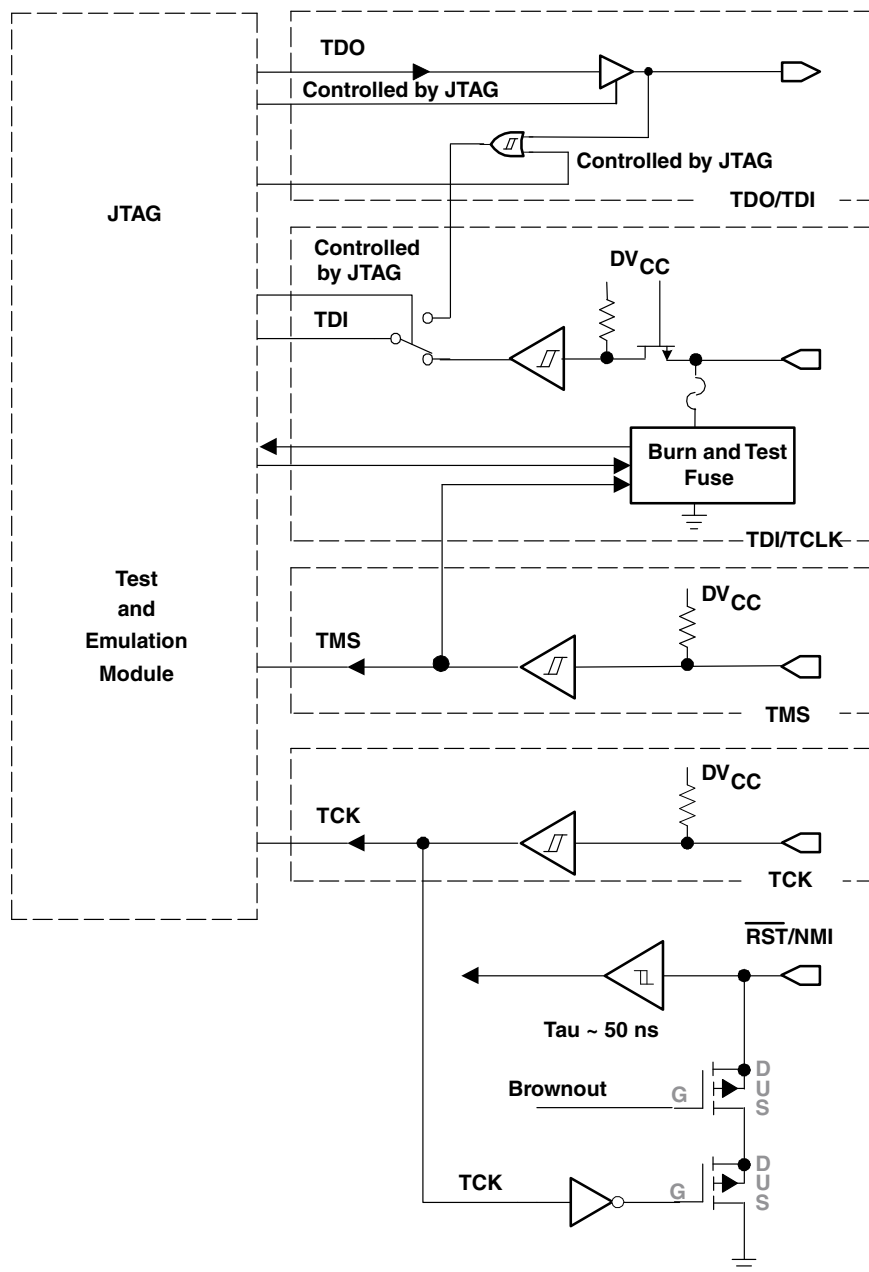 TDO
Controlled by JTAG
Controlled by JTAG
TDO/TDI
JTAG
Controlled
by JTAG
TDI
DVCC
Burn and Test
Fuse
TDI/TCLK
Test
and
Emulation
Module
TMS
DVCC
TMS
TCK
DVCC
TCK
RST/NMI
Tau ~ 50 ns
Brownout
G
D
U
S
TCK
G
D
U
S